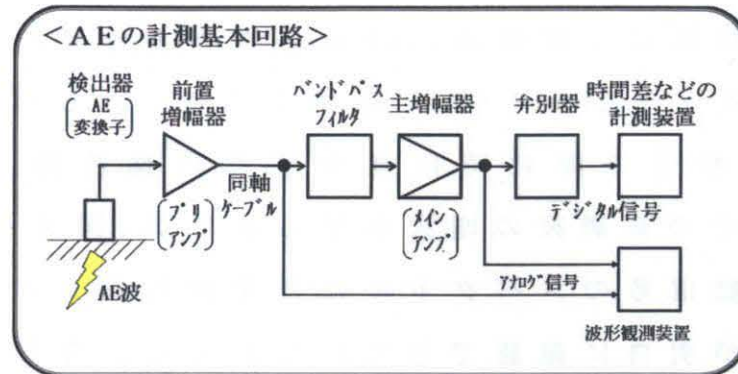 ＜ＡＥの計測基本回路＞
検出器
AE
変換子
前置
増幅器
プリ
アンプ
同軸
ケーブル
バンドパス
フィルタ
主増幅器
メイン
アンプ
弁別器
時間差などの
計測装置
デジタル信号
アナログ信号
波形観測装置
AE波